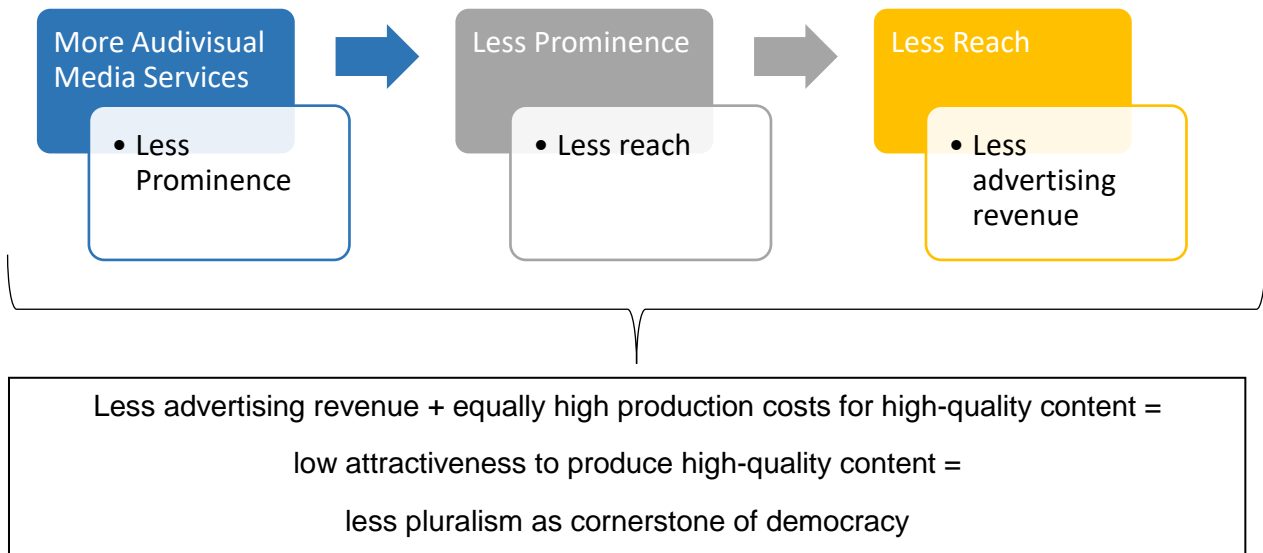 More Audivisual
Media Services
• Less
Prominence
Less Prominence
• Less reach
Less Reach
• Less
advertising
revenue
Less advertising revenue + equally high production costs for high-quality content =
low attractiveness to produce high-quality content =
less pluralism as cornerstone of democracy